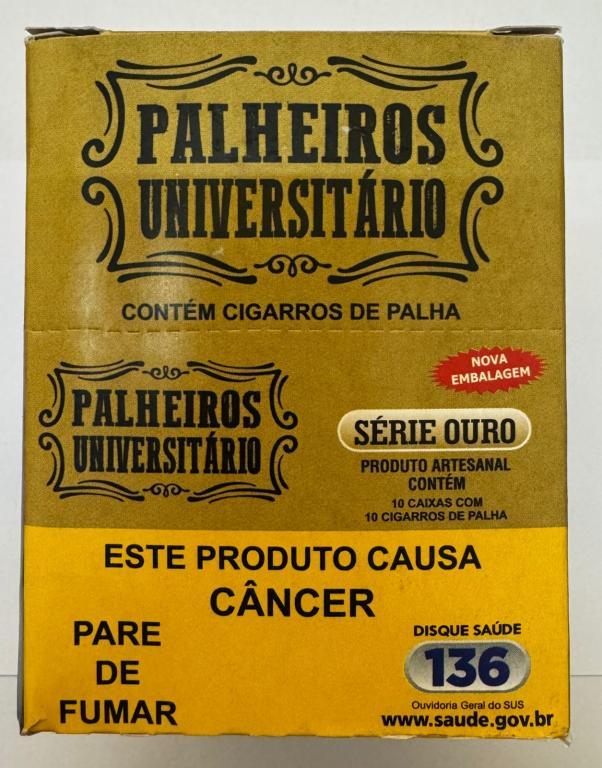 PALHEIROS
UNIVERSITÁRIO
CONTÉM CIGARROS DE PALHA
NOVA
EMBALAGEM
PALHEIROS
UNIVERSITÁRIO
SÉRIE OURO
PRODUTO ARTESANAL
CONTÉM
10 CAIXAS COM
10 CIGARROS DE PALHA
ESTE PRODUTO CAUSA
CÂNCER
PARE
DE
FUMAR
DISQUE SAÚDE
136
Ouvidoria Geral do SUS
www.saude.gov.br